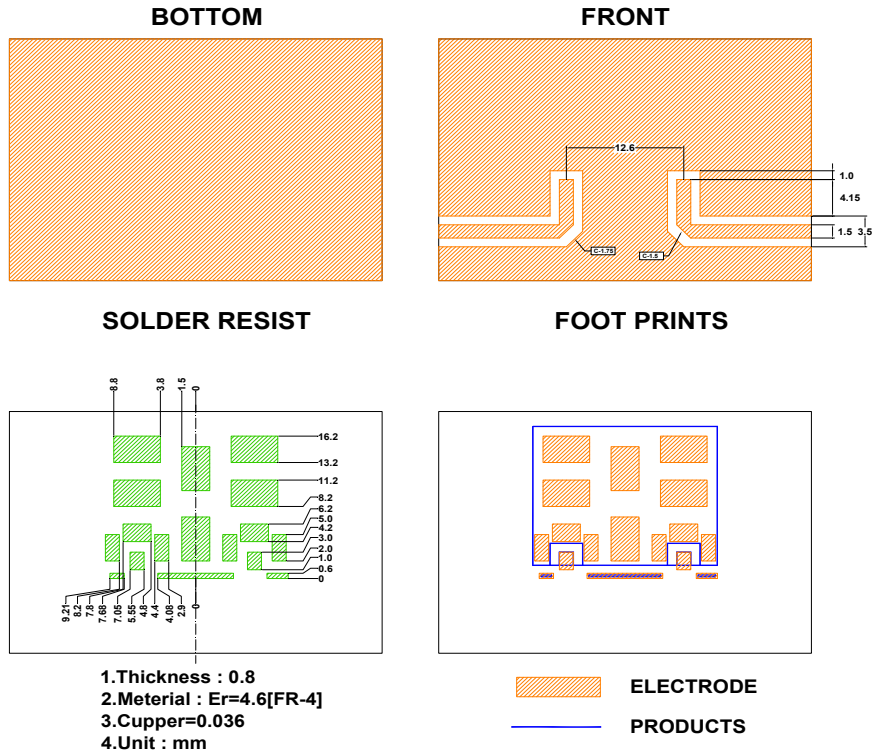 BOTTOM
FRONT
12.6
1.0
4.15
1.5 3.5
C-1.75
C-1.5
SOLDER RESIST
FOOT PRINTS
8.8
3.8
1.5
0
16.2
13.2
11.2
8.2
6.2
5.0
4.2
3.0
2.0
1.0
0.6
0
9.21
8.2
7.8
7.68
7.05
5.55
4.8
4.4
4.08
2.9
0
1.Thickness : 0.8
2.Meterial : Er=4.6[FR-4]
3.Cupper=0.036
4.Unit : mm
ELECTRODE
PRODUCTS